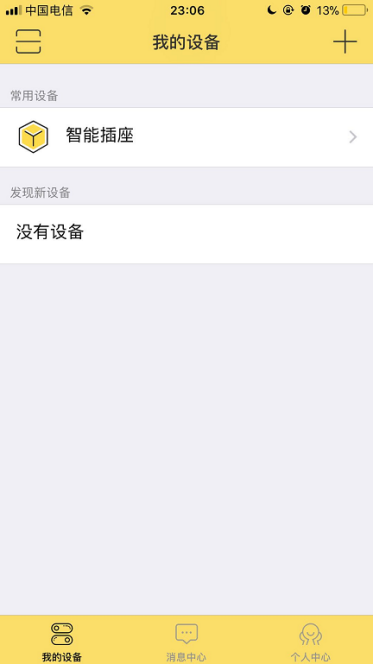 中国电信 23:06 13%
我的设备
常用设备
智能插座
发现新设备
没有设备
我的设备 消息中心 个人中心